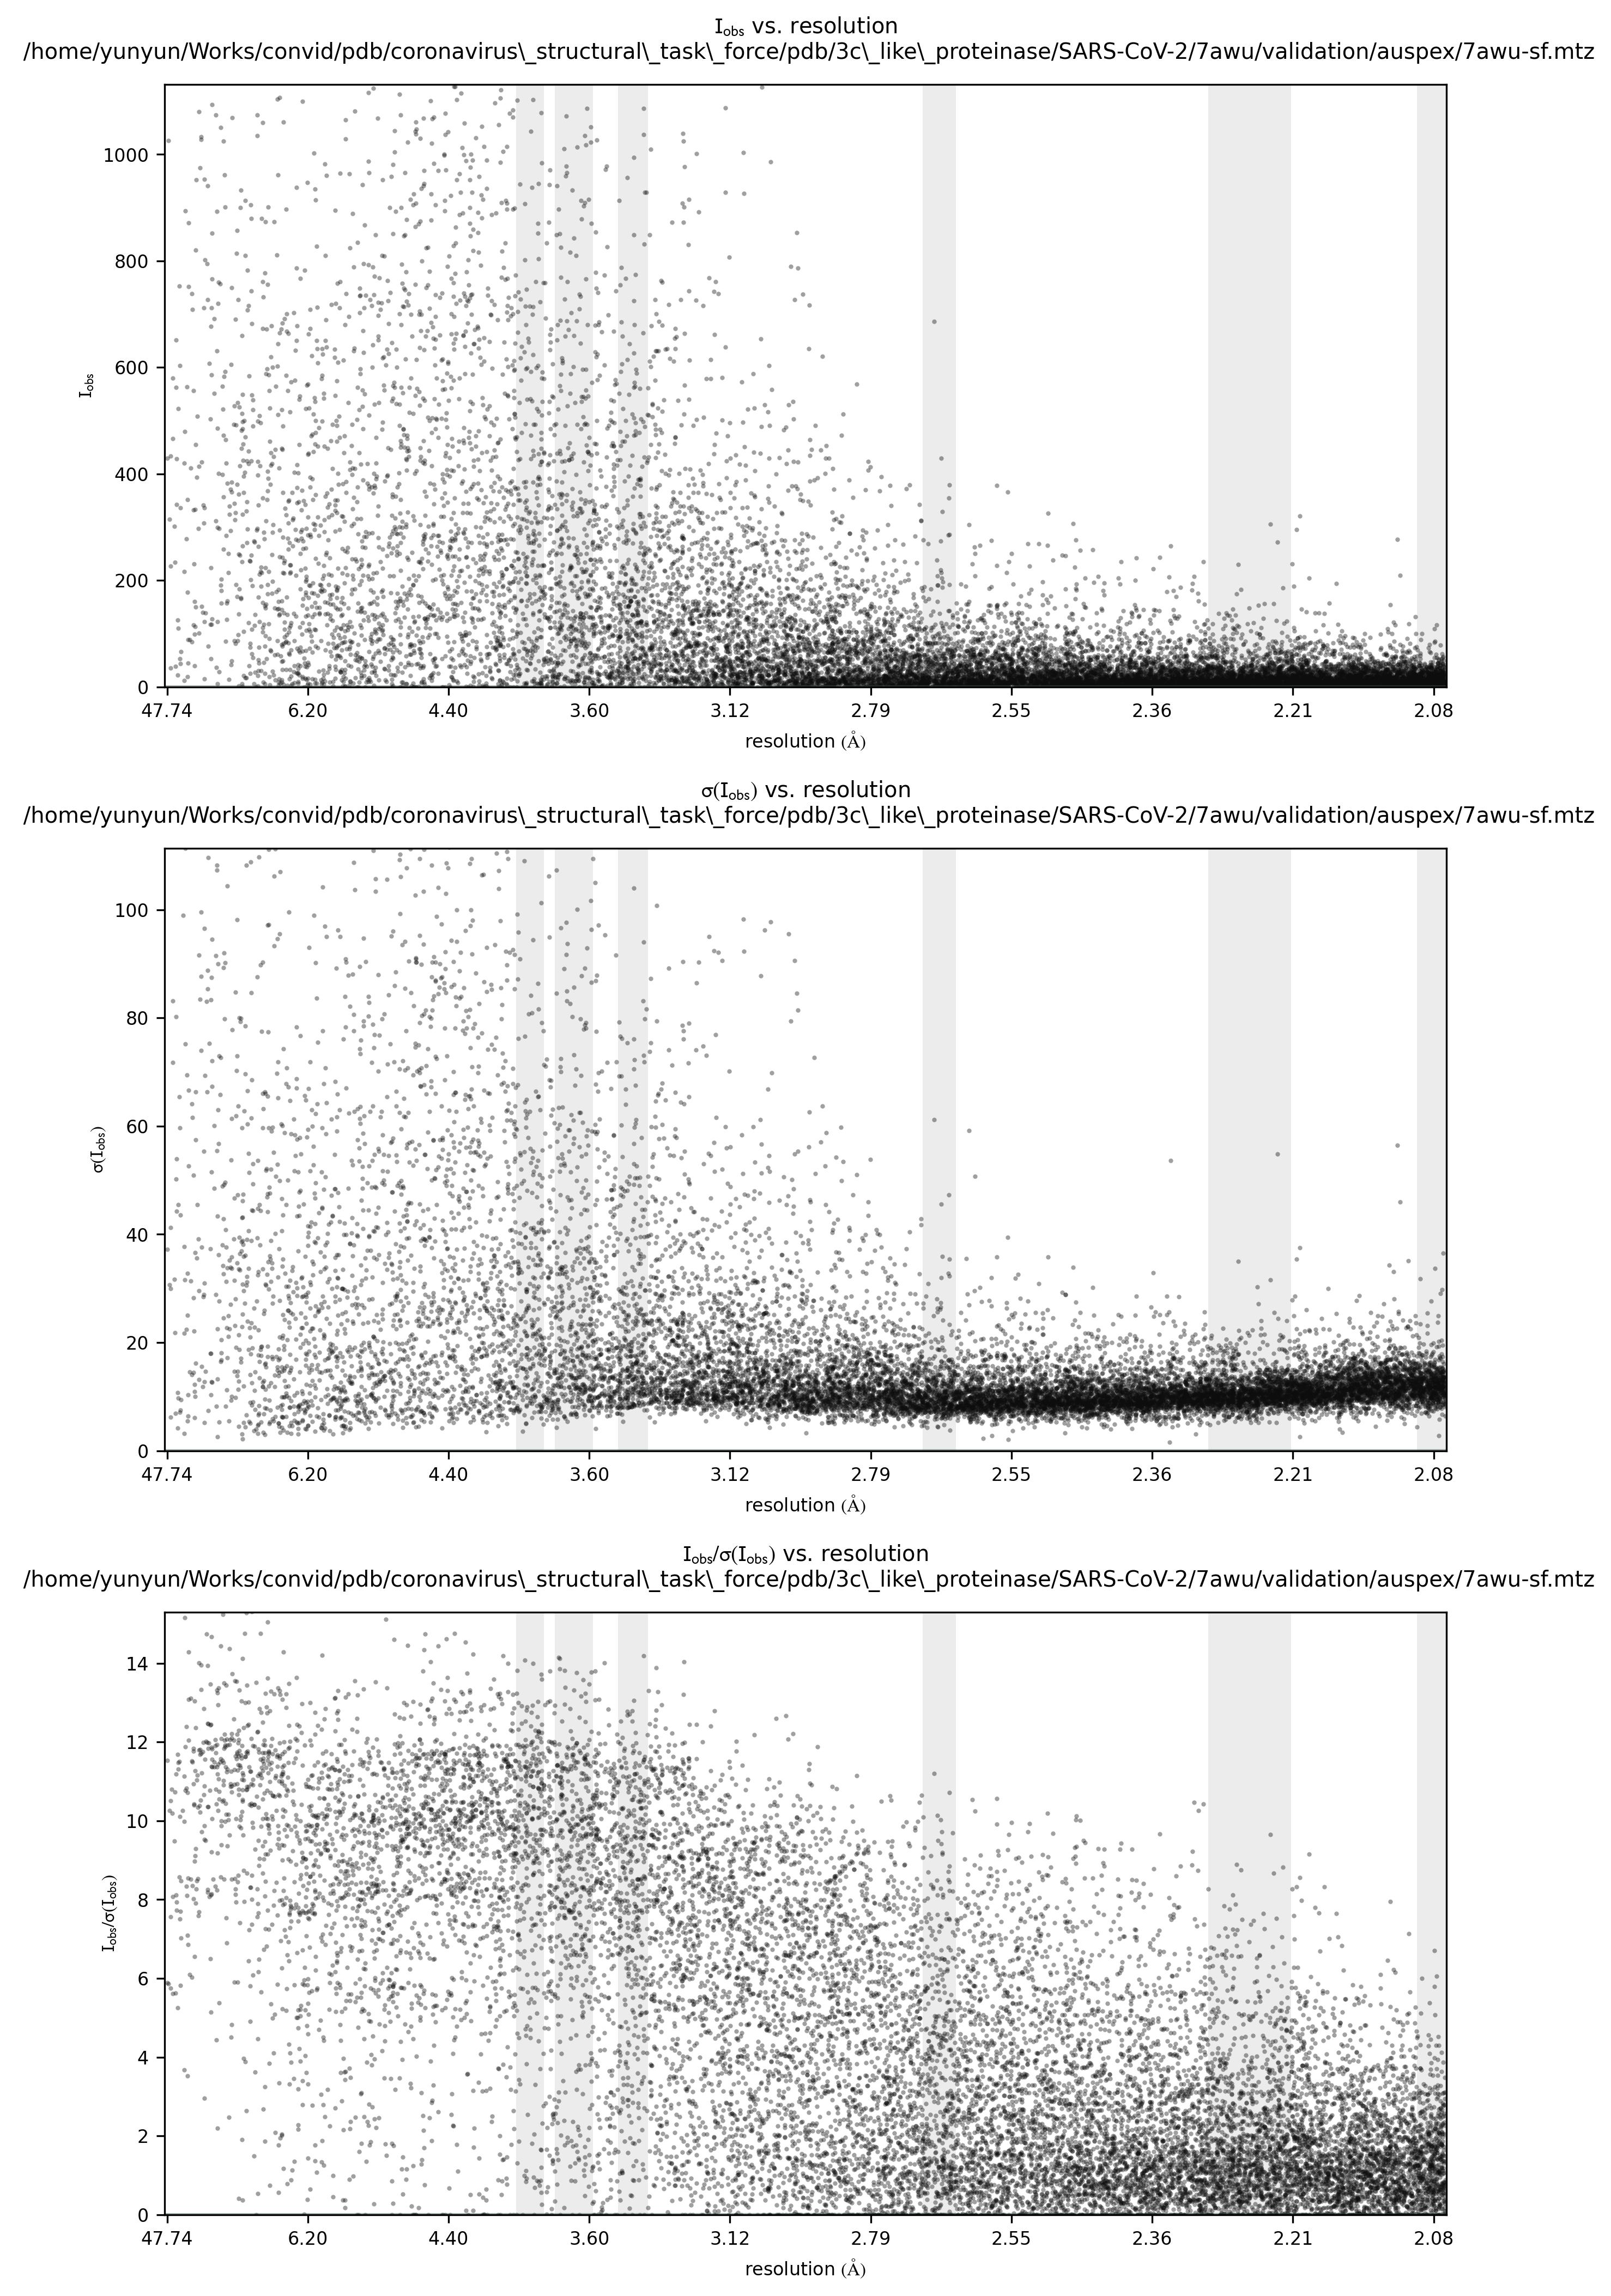 I_obs vs. resolution
/home/yunyun/Works/convid/pdb/coronavirus\_structural\_task\_force/pdb/3c\_like\_proteinase/SARS-CoV-2/7awu/validation/auspex/7awu-sf.mtz
1000
800
600
400
200
0
I_obs
47.74 6.20 4.40 3.60 3.12 2.79 2.55 2.36 2.21 2.08
resolution (Å)
σ(I_obs) vs. resolution
/home/yunyun/Works/convid/pdb/coronavirus\_structural\_task\_force/pdb/3c\_like\_proteinase/SARS-CoV-2/7awu/validation/auspex/7awu-sf.mtz
100
80
60
40
20
0
σ(I_obs)
47.74 6.20 4.40 3.60 3.12 2.79 2.55 2.36 2.21 2.08
resolution (Å)
I_obs/σ(I_obs) vs. resolution
/home/yunyun/Works/convid/pdb/coronavirus\_structural\_task\_force/pdb/3c\_like\_proteinase/SARS-CoV-2/7awu/validation/auspex/7awu-sf.mtz
14
12
10
8
6
4
2
0
I_obs/σ(I_obs)
47.74 6.20 4.40 3.60 3.12 2.79 2.55 2.36 2.21 2.08
resolution (Å)